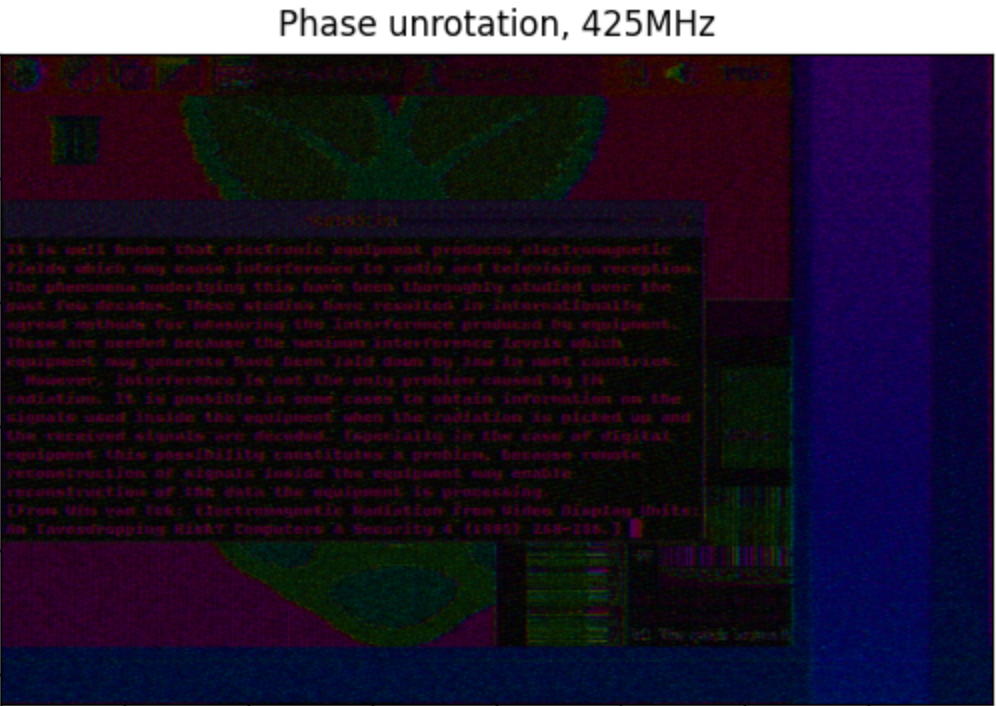 Phase unrotation, 425MHz
It is well known that electronic equipment produces electromagnetic
fields which may cause interference to radio and television reception.
The phenomena underlying this have been thoroughly studied over the
past few decades. These studies have resulted in internationally
agreed methods for measuring the interference produced by equipment.
These are needed because the maximum interference levels which
equipment may generate have been laid down by law in most countries.
However, interference is not the only problem caused by EM
radiation. It is possible in some cases to obtain information on the
signals used inside the equipment when the radiation is picked up and
the received signals are decoded. Especially in the case of digital
equipment this possibility constitutes a problem, because remote
reconstruction of signals inside the equipment may enable
reconstruction of the data the equipment is processing.
[From Wim van Eck: Electromagnetic Radiation from Video Display Units:
An Eavesdropping Risk? Computers & Security 4 (1985) 269-286.]
The quick brown